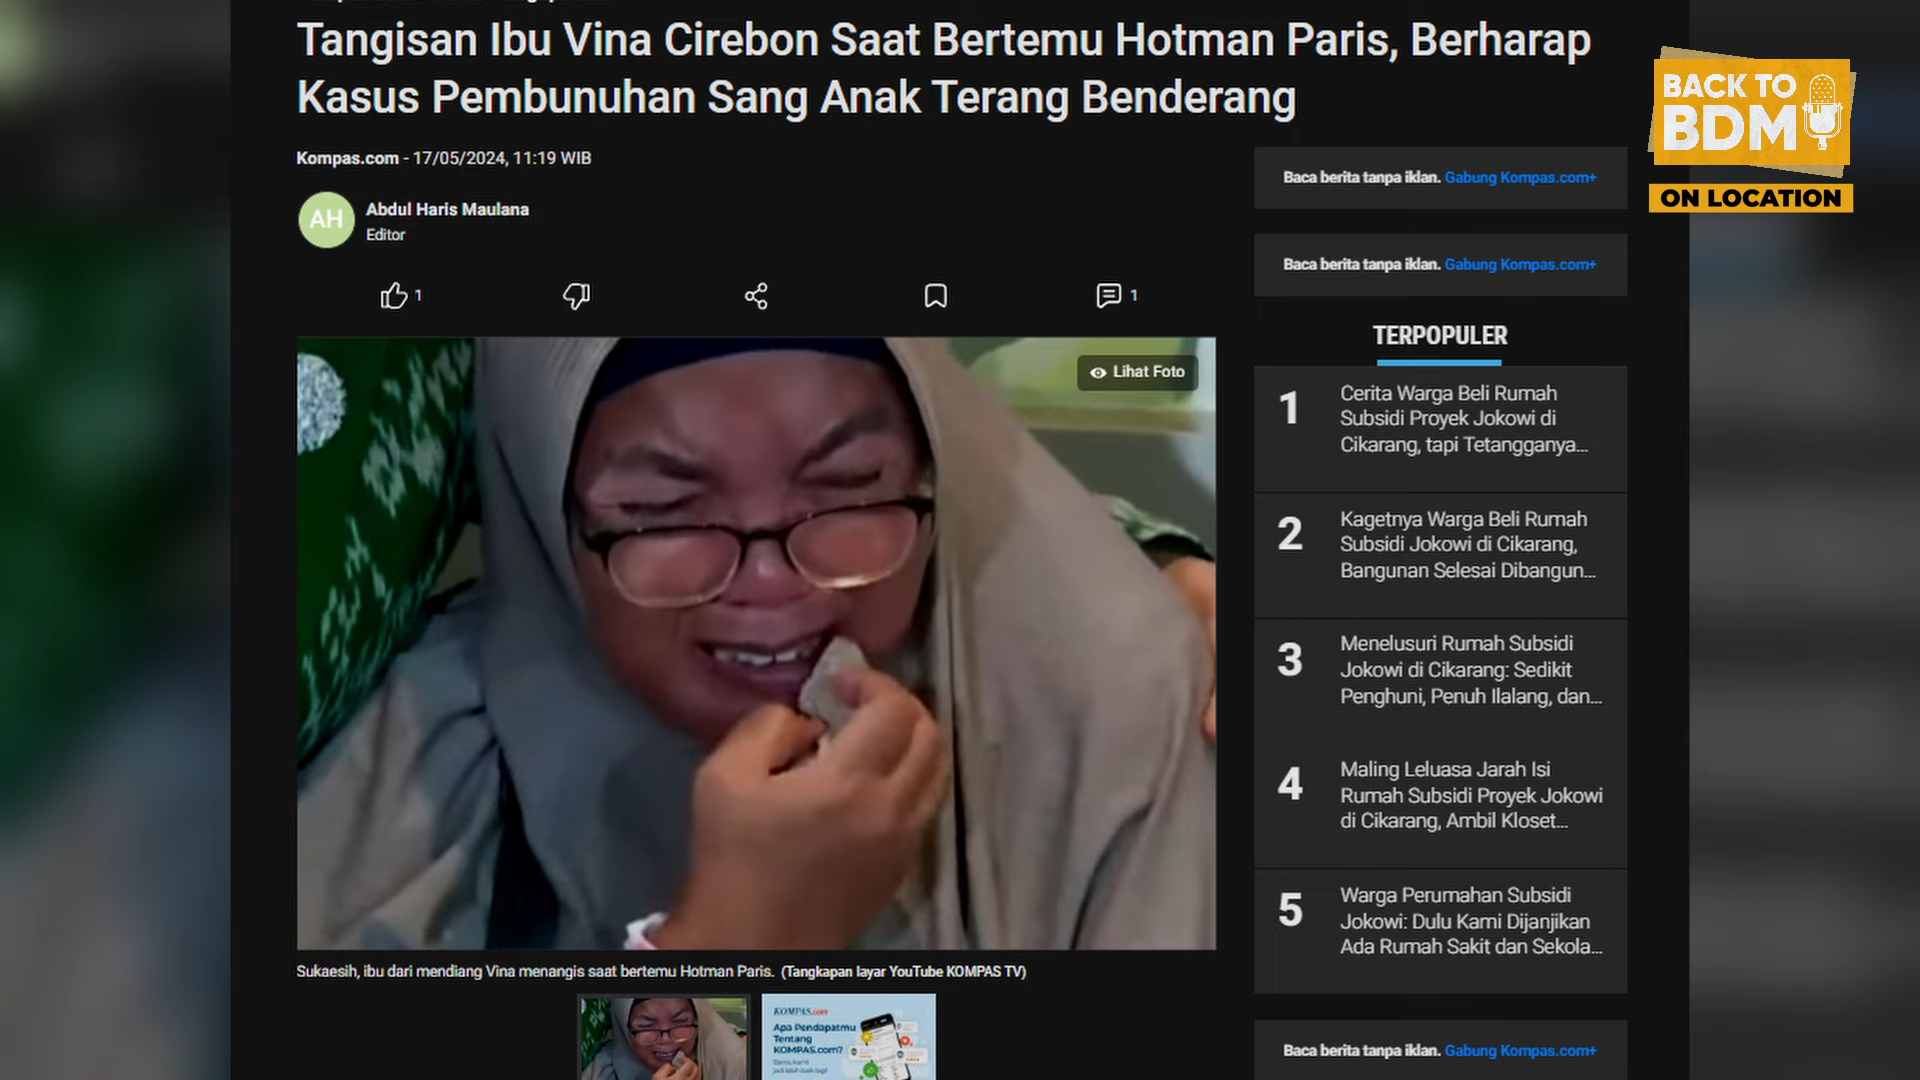 Tangisan Ibu Vina Cirebon Saat Bertemu Hotman Paris, Berharap
Kasus Pembunuhan Sang Anak Terang Benderang
Kompas.com - 17/05/2024, 11:19 WIB
AH
Abdul Haris Maulana
Editor
1
1
Lihat Foto
Sukaesih, ibu dari mendiang Vina menangis saat bertemu Hotman Paris. (Tangkapan layar YouTube KOMPAS TV)
KOMPAS.com
Apa Pendapatmu
Tentang
KOMPAS.com?
BACK TO
BDM
ON LOCATION
Baca berita tanpa iklan. Gabung Kompas.com+
Baca berita tanpa iklan. Gabung Kompas.com+
TERPOPULER
1
Cerita Warga Beli Rumah
Subsidi Proyek Jokowi di
Cikarang, tapi Tetangganya...
2
Kagetnya Warga Beli Rumah
Subsidi Jokowi di Cikarang,
Bangunan Selesai Dibangun...
3
Menelusuri Rumah Subsidi
Jokowi di Cikarang: Sedikit
Penghuni, Penuh Ilalang, dan...
4
Maling Leluasa Jarah Isi
Rumah Subsidi Proyek Jokowi
di Cikarang, Ambil Kloset...
5
Warga Perumahan Subsidi
Jokowi: Dulu Kami Dijanjikan
Ada Rumah Sakit dan Sekola...
Baca berita tanpa iklan. Gabung Kompas.com+